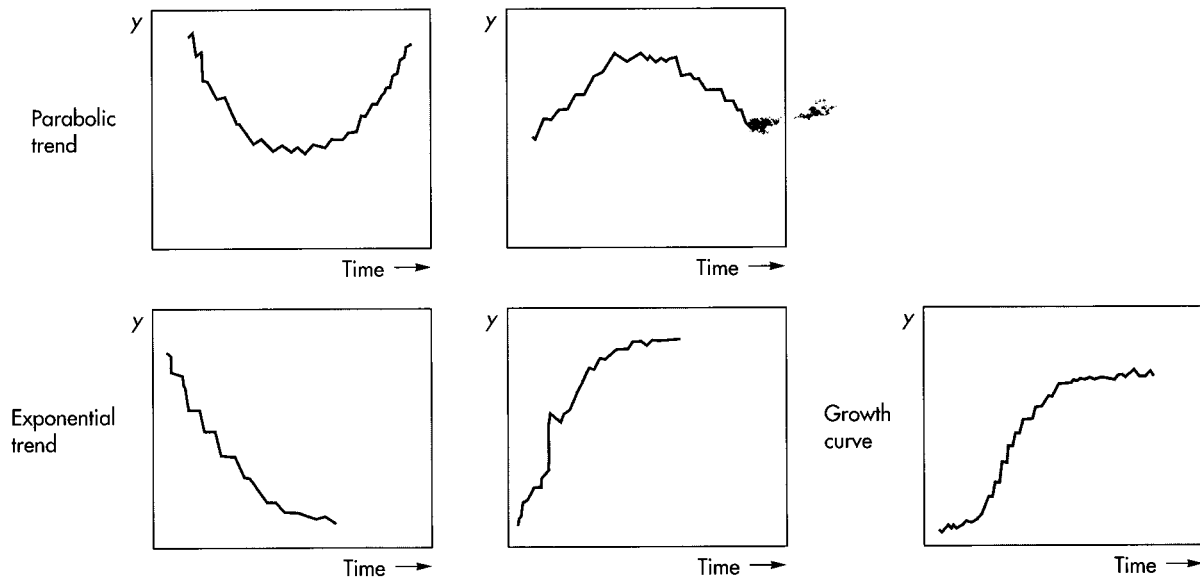 y
y
Parabolic
trend
Time →
Time →
y
y
y
Exponential
trend
Growth
curve
Time →
Time →
Time →